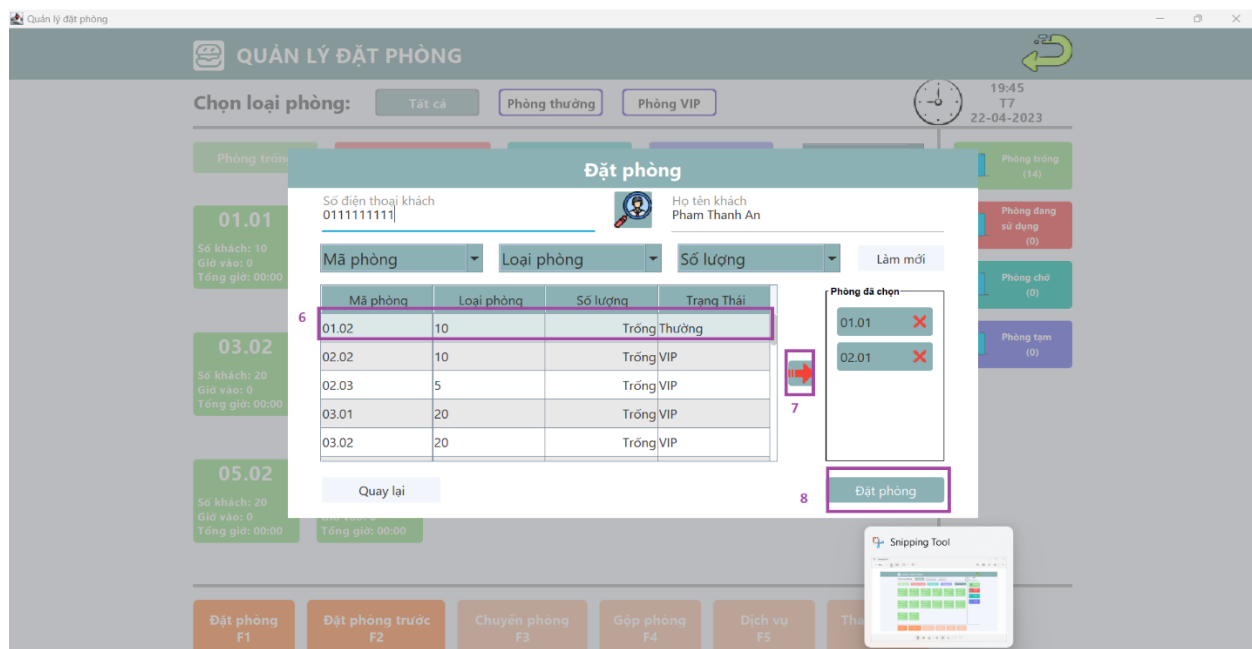 Quản lý đặt phòng
QUẢN LÝ ĐẶT PHÒNG
Chọn loại phòng:
Tất cả
Phòng thường
Phòng VIP
19:45
T7
22-04-2023
Phòng trống
Đặt phòng
Phòng trống
(14)
Số điện thoại khách
0111111111
Họ tên khách
Pham Thanh An
01.01
Số khách: 10
Giờ vào: 0
Tổng giờ: 00:00
Phòng đang
sử dụng
(0)
Mã phòng
Loại phòng
Số lượng
Làm mới
Phòng chờ
(0)
Mã phòng Loại phòng Số lượng Trạng Thái
Phòng đã chọn
6
01.02 10 Trống Thường
02.02 10 Trống VIP
02.03 5 Trống VIP
03.01 20 Trống VIP
03.02 20 Trống VIP
01.01
02.01
7
Phòng tạm
(0)
03.02
Số khách: 20
Giờ vào: 0
Tổng giờ: 00:00
Quay lại
8
Đặt phòng
05.02
Số khách: 20
Giờ vào: 0
Tổng giờ: 00:00
Tổng giờ: 00:00
Snipping Tool
Đặt phòng
F1
Đặt phòng trước
F2
Chuyển phòng
F3
Gộp phòng
F4
Dịch vụ
F5